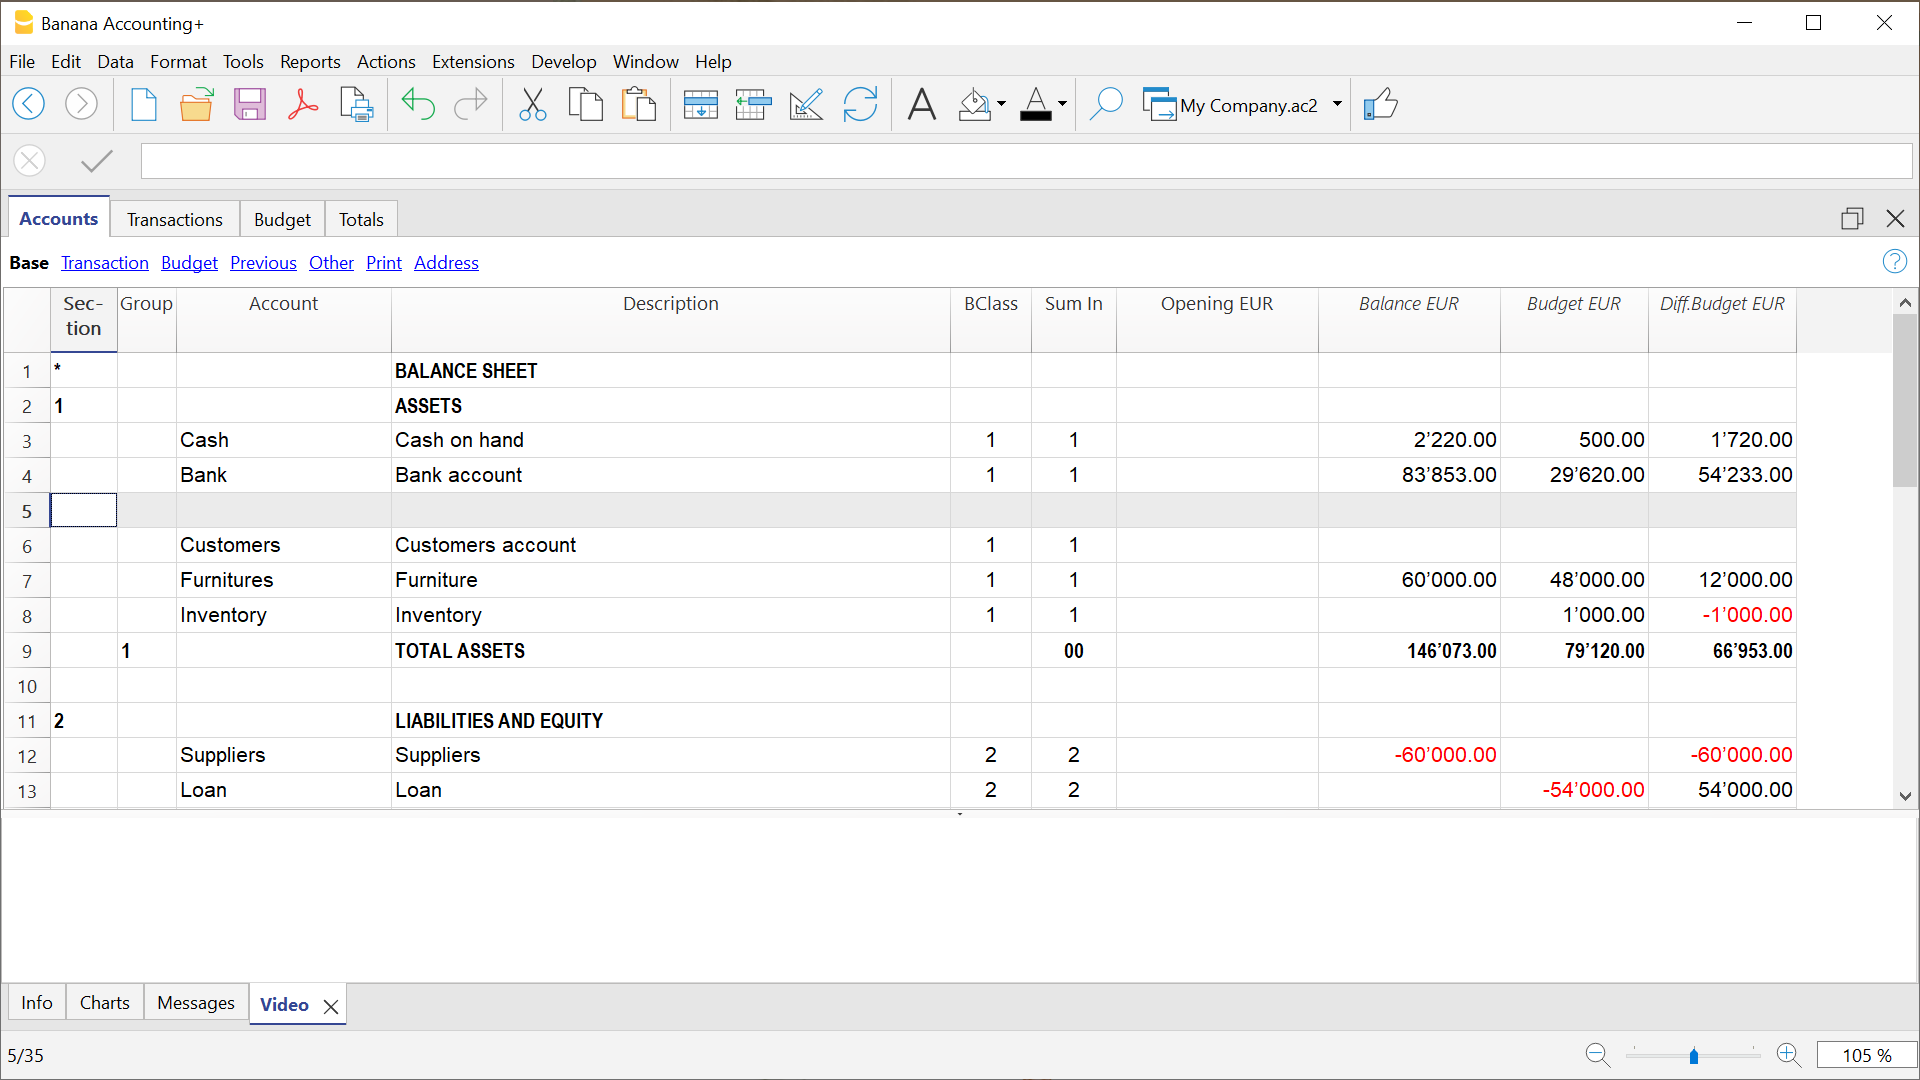 Banana Accounting+
File Edit Data Format Tools Reports Actions Extensions Develop Window Help
My Company.ac2
Accounts Transactions Budget Totals
Base Transaction Budget Previous Other Print Address
Sec-
tion Group Account Description BClass Sum In Opening EUR Balance EUR Budget EUR Diff.Budget EUR
1 * BALANCE SHEET
2 1 ASSETS
3 Cash Cash on hand 1 1 2’220.00 500.00 1’720.00
4 Bank Bank account 1 1 83’853.00 29’620.00 54’233.00
5
6 Customers Customers account 1 1
7 Furnitures Furniture 1 1 60’000.00 48’000.00 12’000.00
8 Inventory Inventory 1 1 1’000.00 -1’000.00
9 1 TOTAL ASSETS 00 146’073.00 79’120.00 66’953.00
10
11 2 LIABILITIES AND EQUITY
12 Suppliers Suppliers 2 2 -60’000.00 -60’000.00
13 Loan Loan 2 2 -54’000.00 54’000.00
Info Charts Messages Video
5/35 105 %